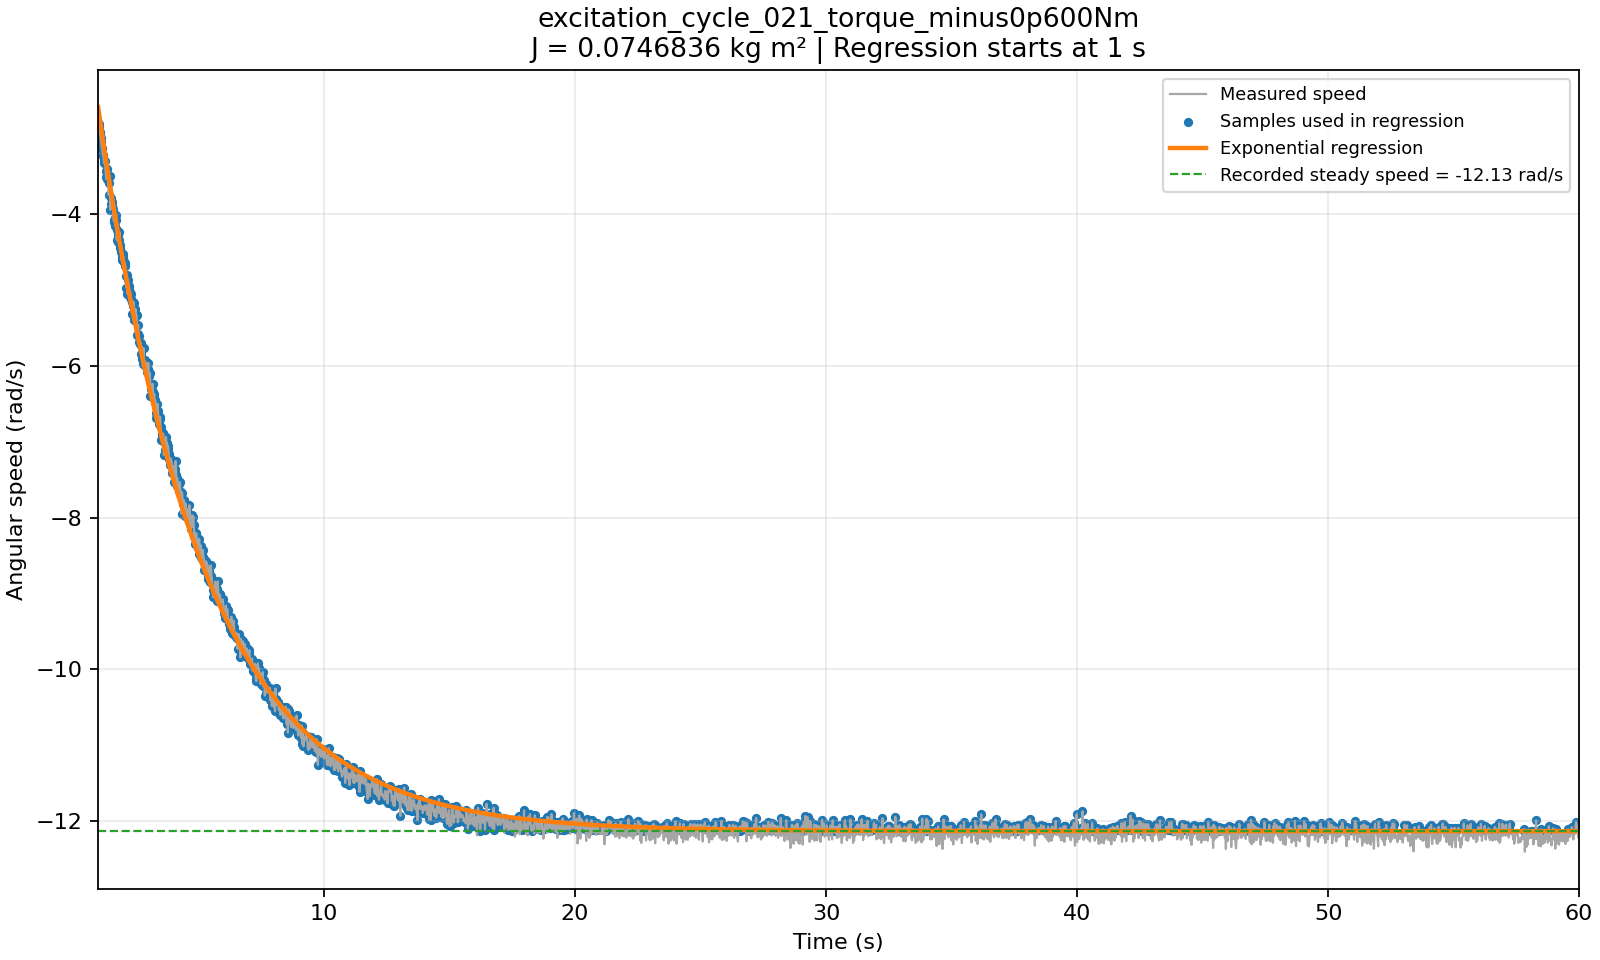 excitation_cycle_021_torque_minus0p600Nm
J = 0.0746836 kg m² | Regression starts at 1 s
Measured speed
Samples used in regression
Exponential regression
Recorded steady speed = -12.13 rad/s
Angular speed (rad/s)
−4
−6
−8
−10
−12
10 20 30 40 50 60
Time (s)